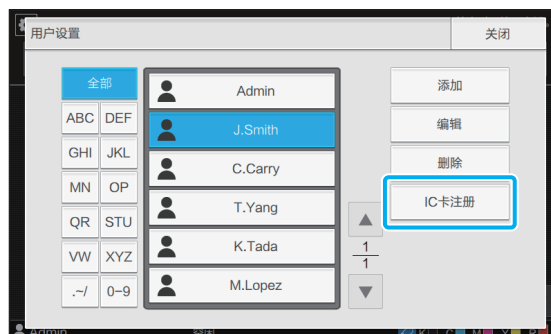 用户设置
关闭
全部
ABC DEF
GHI JKL
MN OP
QR STU
VW XYZ
.~/ 0~9
Admin
J.Smith
C.Carry
T.Yang
K.Tada
M.Lopez
1
1
添加
编辑
删除
IC卡注册
Admin